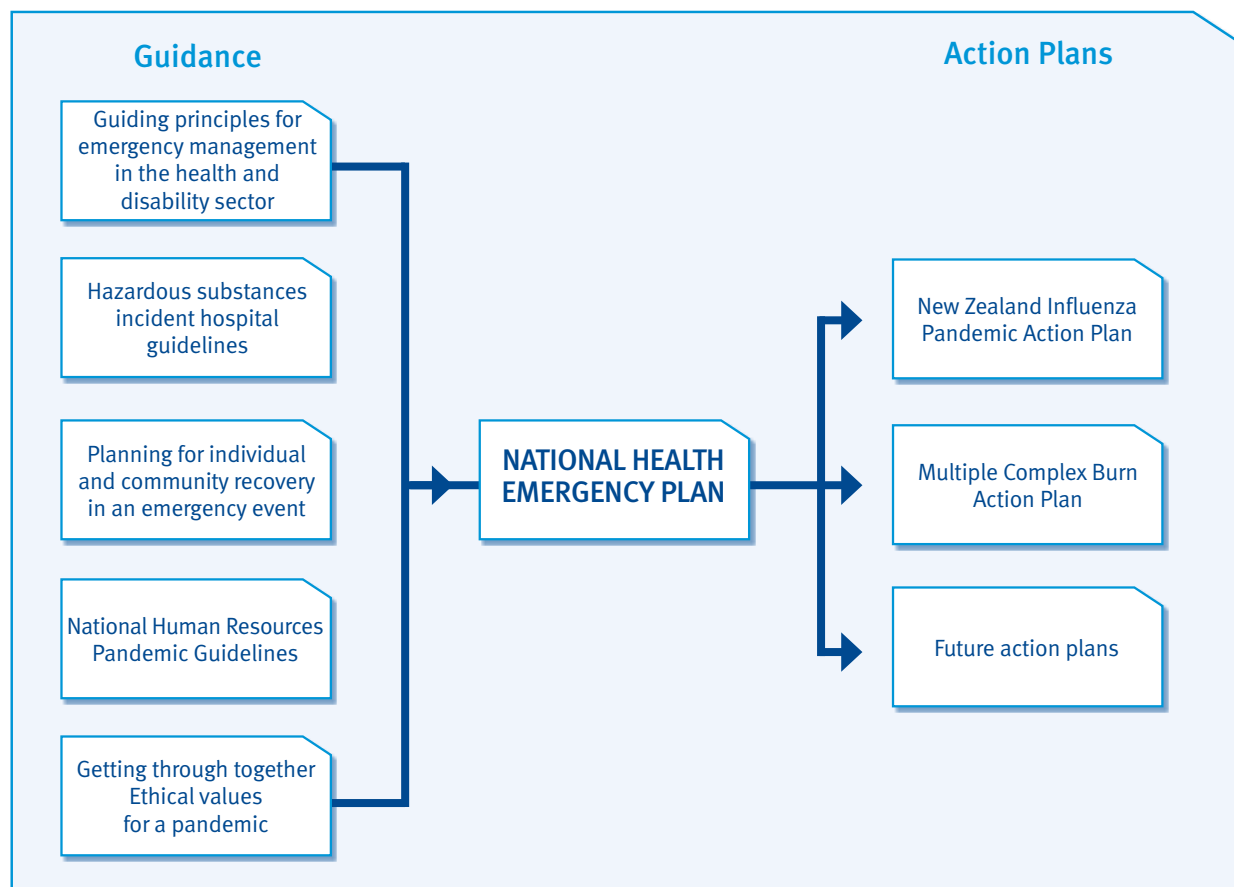 Guidance
Guiding principles for
emergency management
in the health and
disability sector
Hazardous substances
incident hospital
guidelines
Planning for individual
and community recovery
in an emergency event
National Human Resources
Pandemic Guidelines
Getting through together
Ethical values
for a pandemic
NATIONAL HEALTH
EMERGENCY PLAN
Action Plans
New Zealand Influenza
Pandemic Action Plan
Multiple Complex Burn
Action Plan
Future action plans